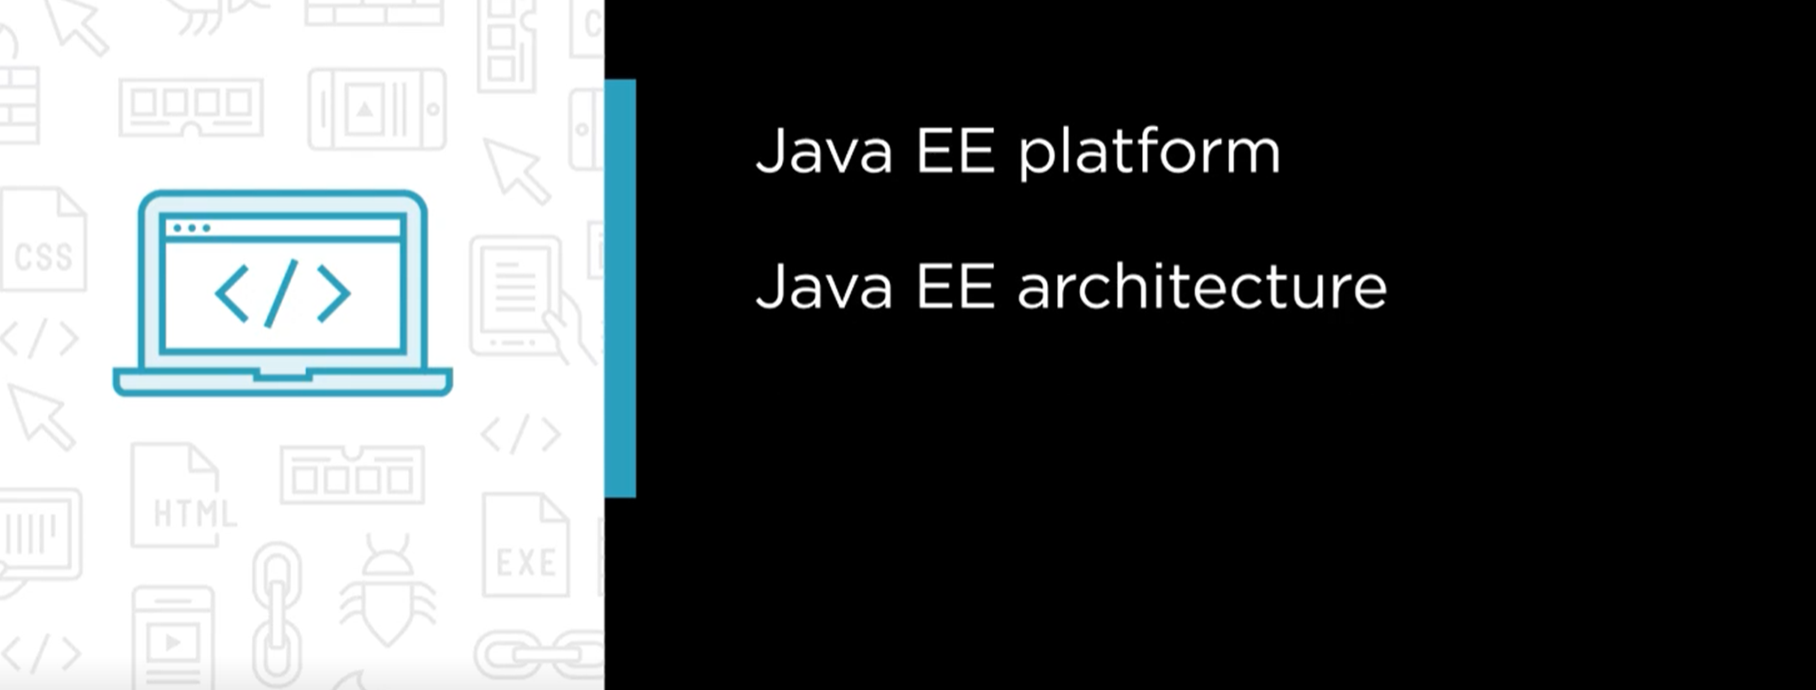 C
CSS
</>
</>
</>
HTML
EXE
</>
Java EE platform
Java EE architecture